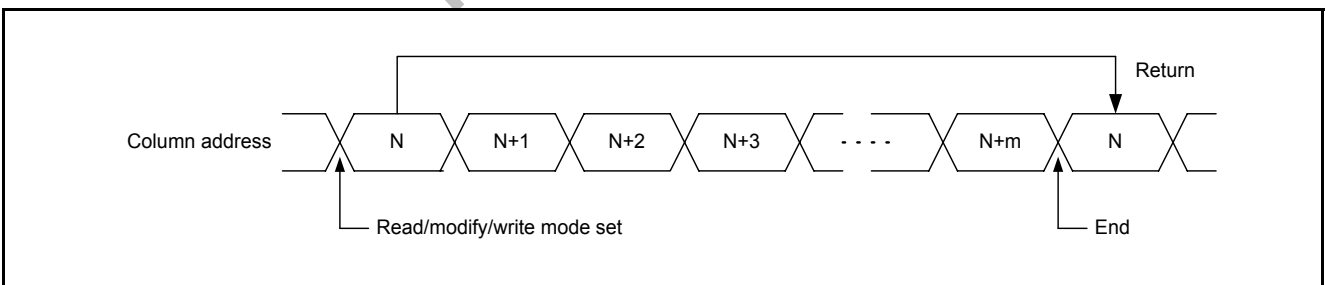 Return
Column address N N+1 N+2 N+3 N+m N
Read/modify/write mode set End